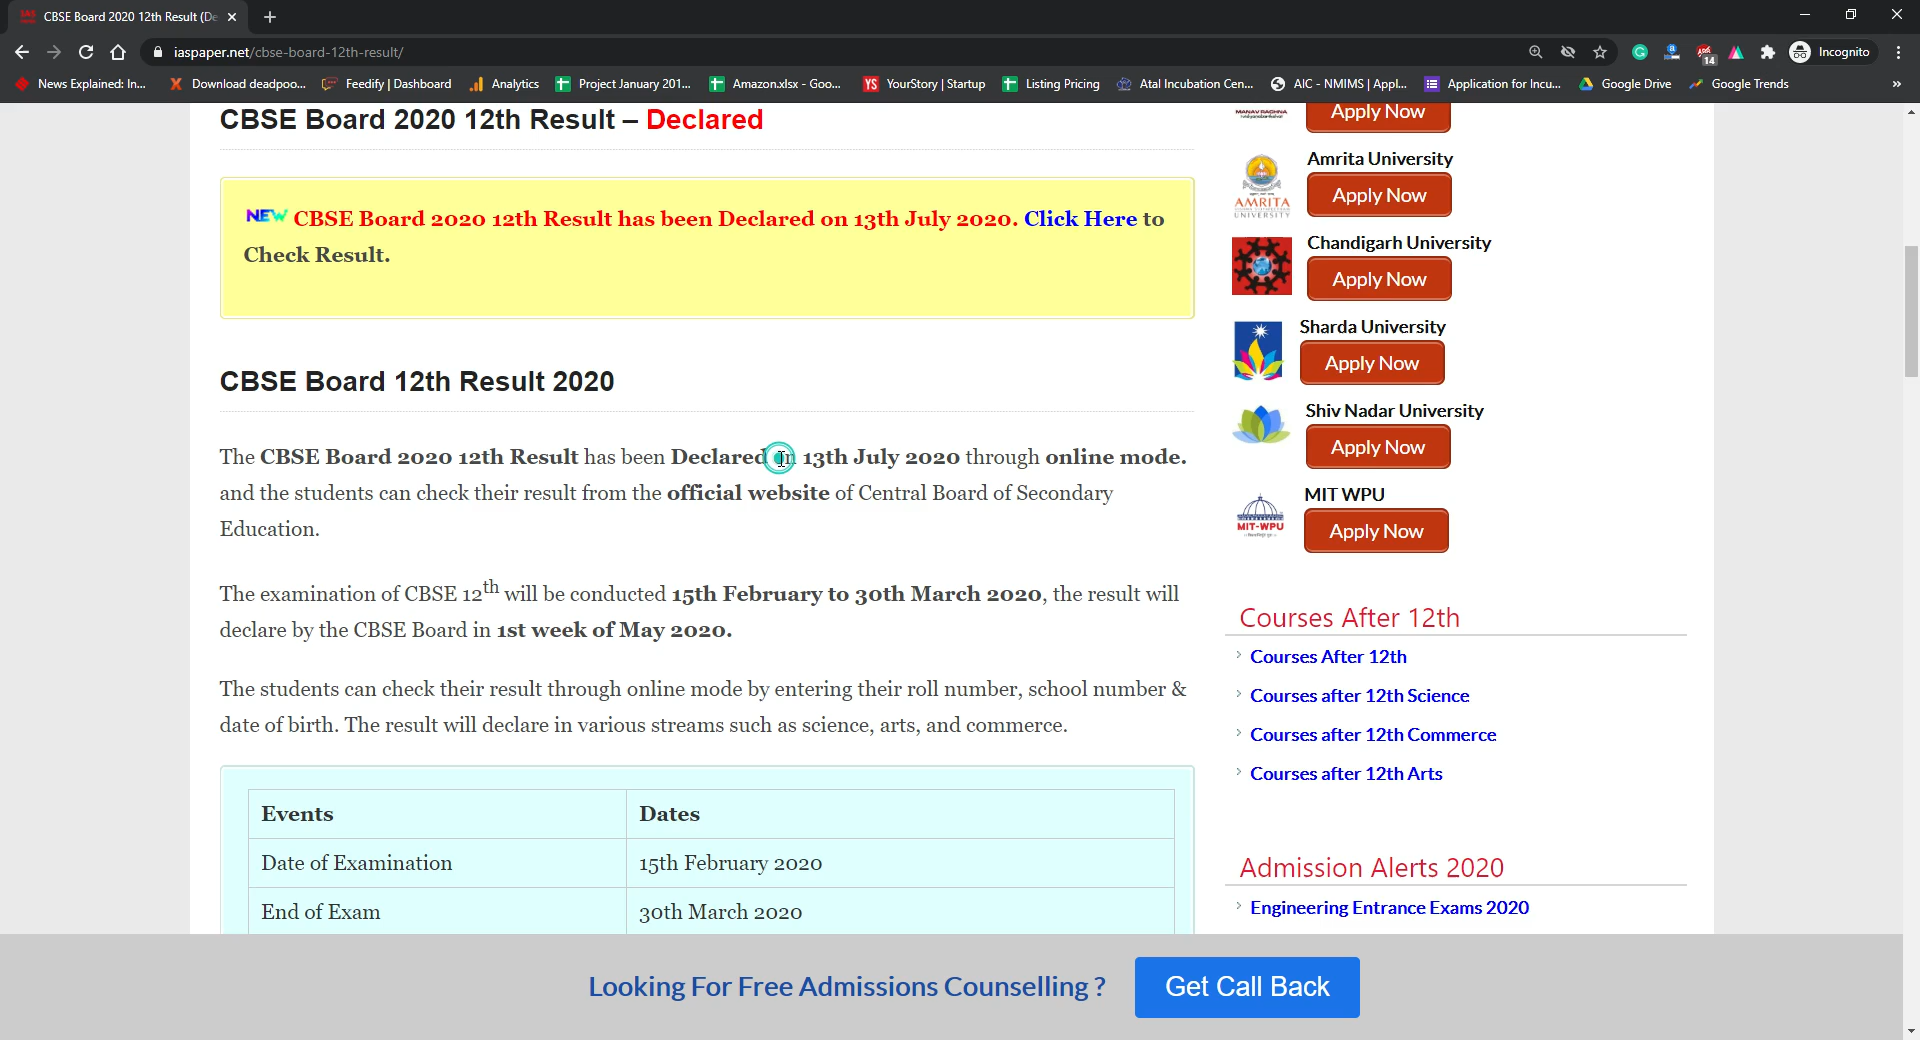 CBSE Board 2020 12th Result (De
iaspaper.net/cbse-board-12th-result/
14
Incognito
News Explained: In...
Download deadpoo...
Feedify | Dashboard
Analytics
Project January 201...
Amazon.xlsx - Goo...
YS YourStory | Startup
Listing Pricing
Atal Incubation Cen...
AIC - NMIMS | Appl...
Application for Incu...
Google Drive
Google Trends
»
CBSE Board 2020 12th Result – Declared
NEW CBSE Board 2020 12th Result has been Declared on 13th July 2020. Click Here to
Check Result.
CBSE Board 12th Result 2020
The CBSE Board 2020 12th Result has been Declared in 13th July 2020 through online mode.
and the students can check their result from the official website of Central Board of Secondary
Education.
The examination of CBSE 12th will be conducted 15th February to 30th March 2020, the result will
declare by the CBSE Board in 1st week of May 2020.
The students can check their result through online mode by entering their roll number, school number &
date of birth. The result will declare in various streams such as science, arts, and commerce.
Events Dates
Date of Examination 15th February 2020
End of Exam 30th March 2020
MANAV RACHNA
Apply Now
Amrita University
AMRITA
UNIVERSITY
Apply Now
Chandigarh University
Apply Now
Sharda University
Apply Now
Shiv Nadar University
Apply Now
MIT WPU
MIT-WPU
Apply Now
Courses After 12th
Courses After 12th
Courses after 12th Science
Courses after 12th Commerce
Courses after 12th Arts
Admission Alerts 2020
Engineering Entrance Exams 2020
Looking For Free Admissions Counselling ?
Get Call Back